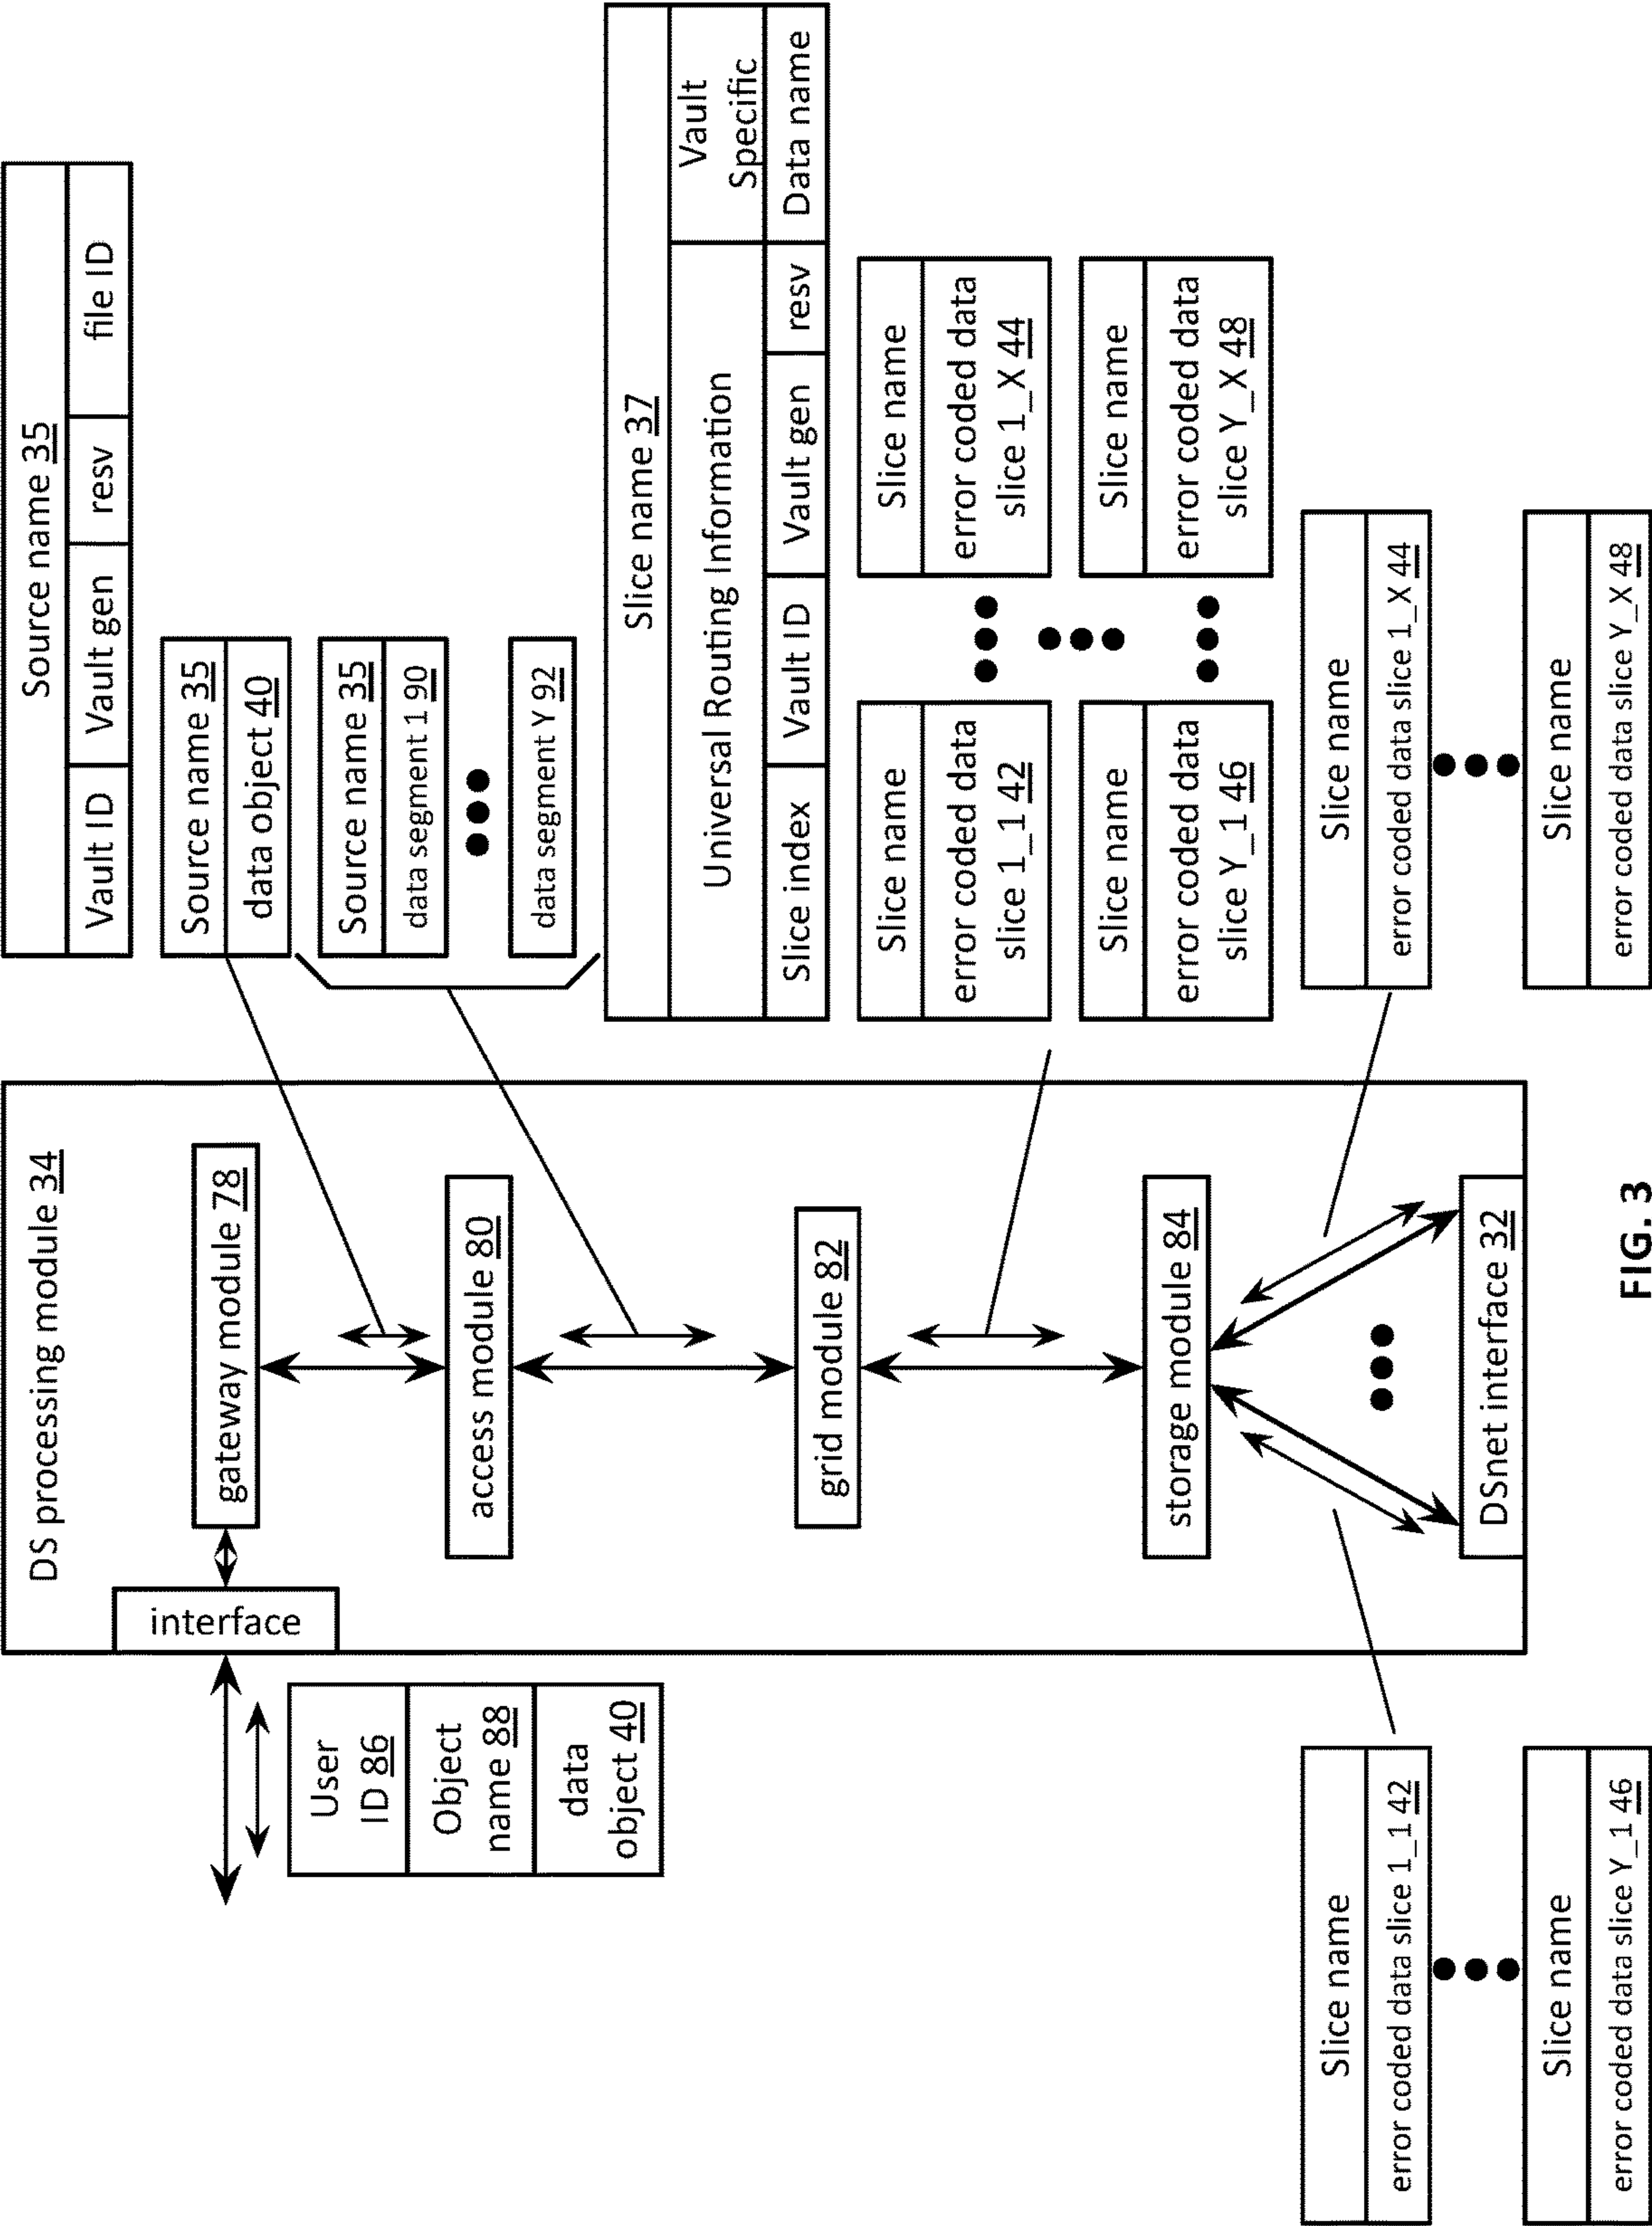 DS processing module 34
interface
gateway module 78
access module 80
grid module 82
storage module 84
DSnet interface 32
User
ID 86
Object
name 88
data
object 40
Source name 35
Vault ID
Vault gen
resv
file ID
Source name 35
data object 40
Source name 35
data segment 1 90
data segment Y 92
Slice name 37
Universal Routing Information
Vault
Specific
Slice index
Vault ID
Vault gen
resv
Data name
Slice name
error coded data
slice 1_1 42
Slice name
error coded data
slice 1_X 44
Slice name
error coded data
slice Y_1 46
Slice name
error coded data
slice Y_X 48
Slice name
error coded data slice 1_1 42
Slice name
error coded data slice Y_1 46
Slice name
error coded data slice 1_X 44
Slice name
error coded data slice Y_X 48
FIG. 3